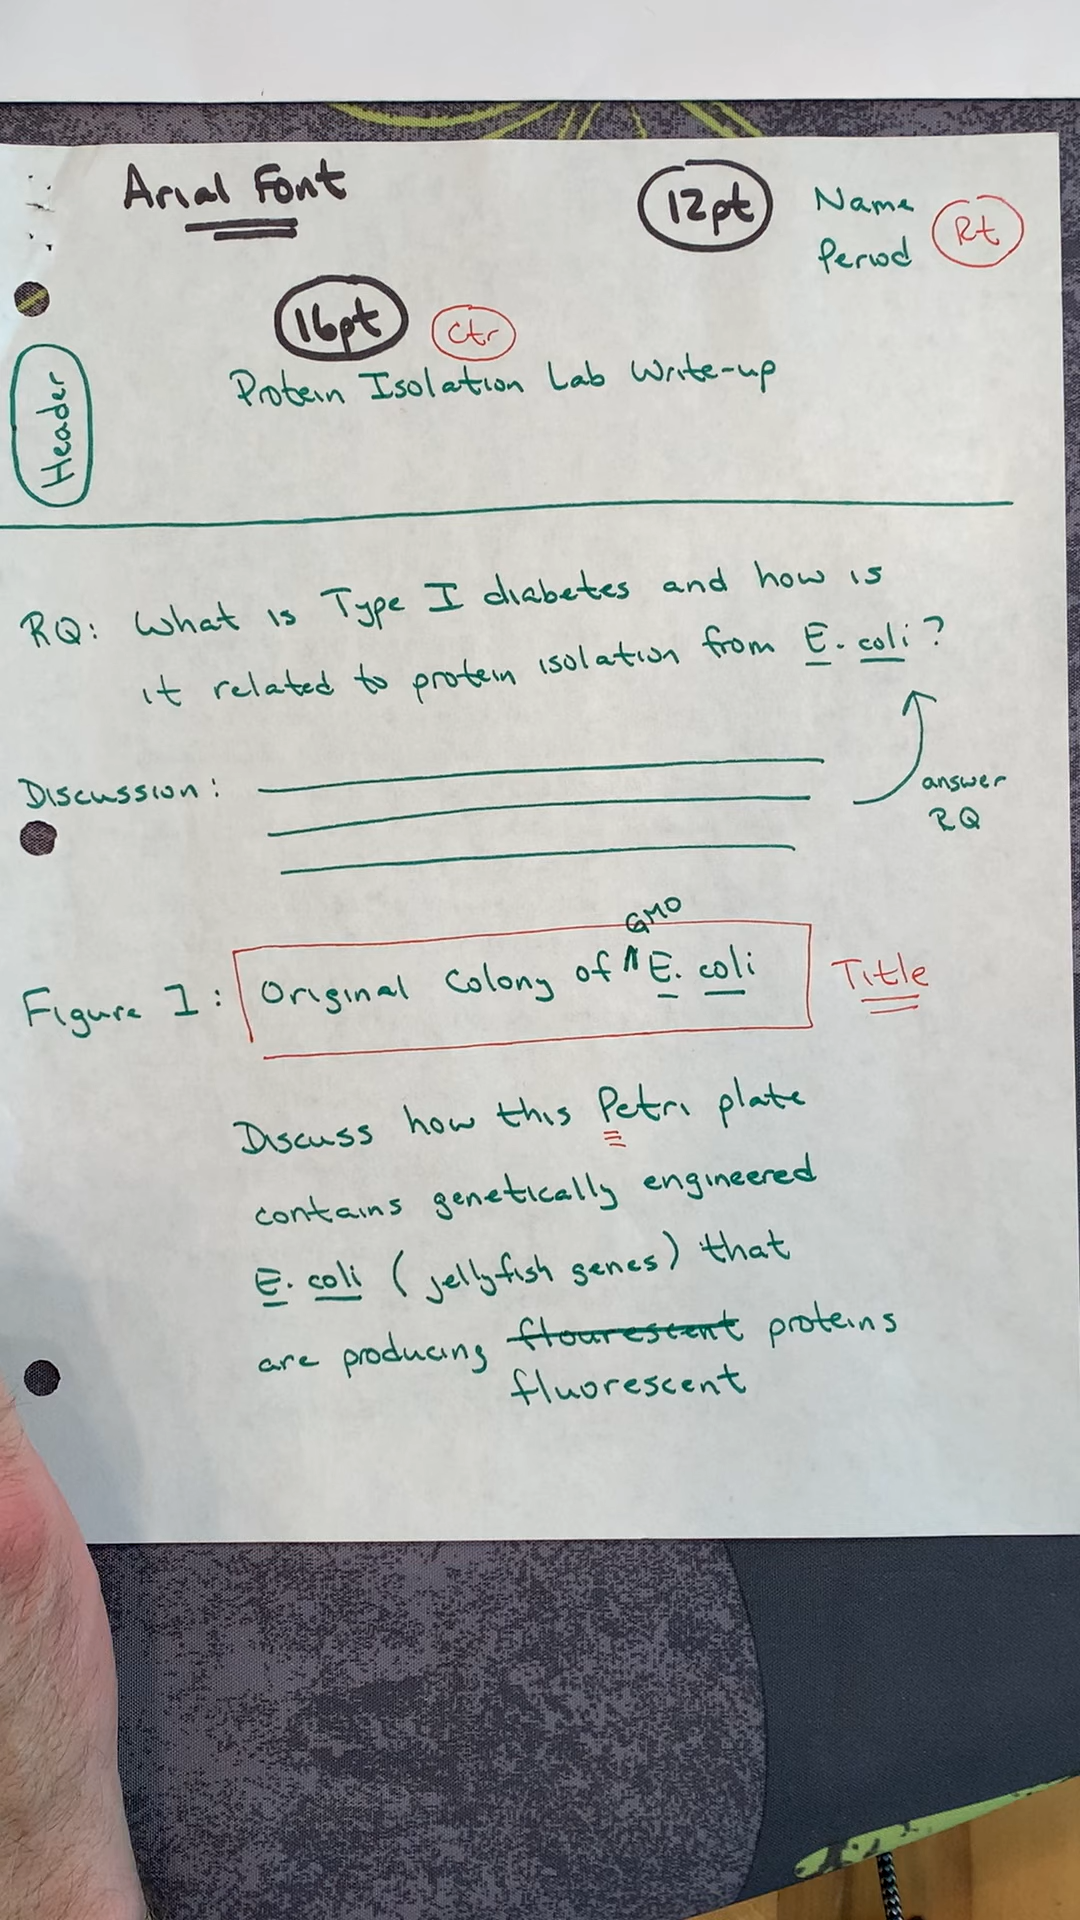 Arial Font
12pt
Name
Period
Rt
16pt
Ctr
Protein Isolation Lab Write-up
Header
RQ: What is Type I diabetes and how is
it related to protein isolation from E. coli?
Discussion:
answer
RQ
GMO
Figure 1: Original Colony of ^ E. coli
Title
Discuss how this Petri plate
contains genetically engineered
E. coli (jellyfish genes) that
are producing flourescent proteins
fluorescent